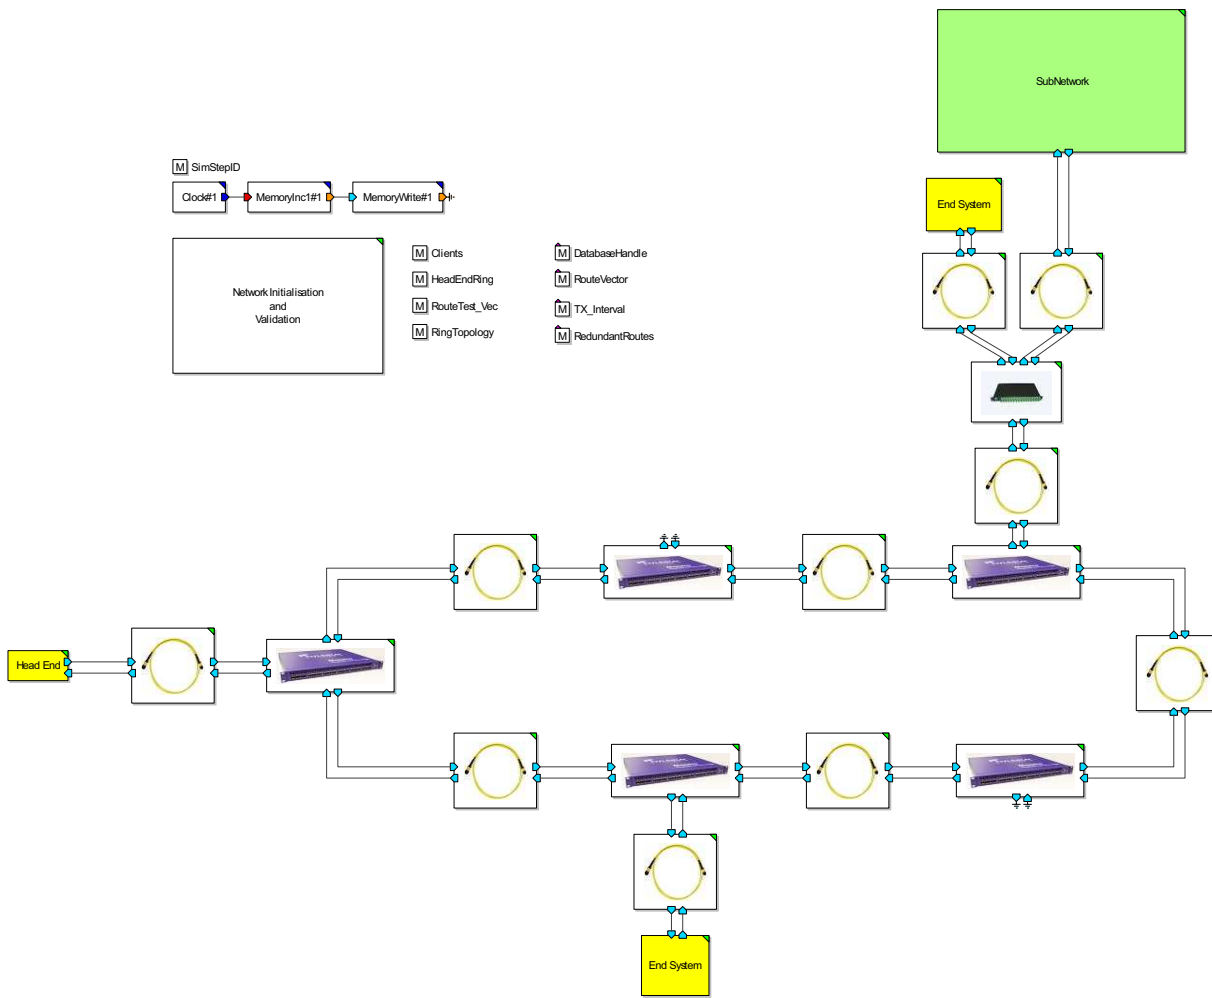 SubNetwork
SimStepID
Clock#1
MemoryInc1#1
MemoryWrite#1
End System
Network Initialisation
and
Validation
M Clients
M HeadEndRing
M RouteTest_Vec
M RingTopology
M DatabaseHandle
M RouteVector
M TX_Interval
M RedundantRoutes
Head End
End System